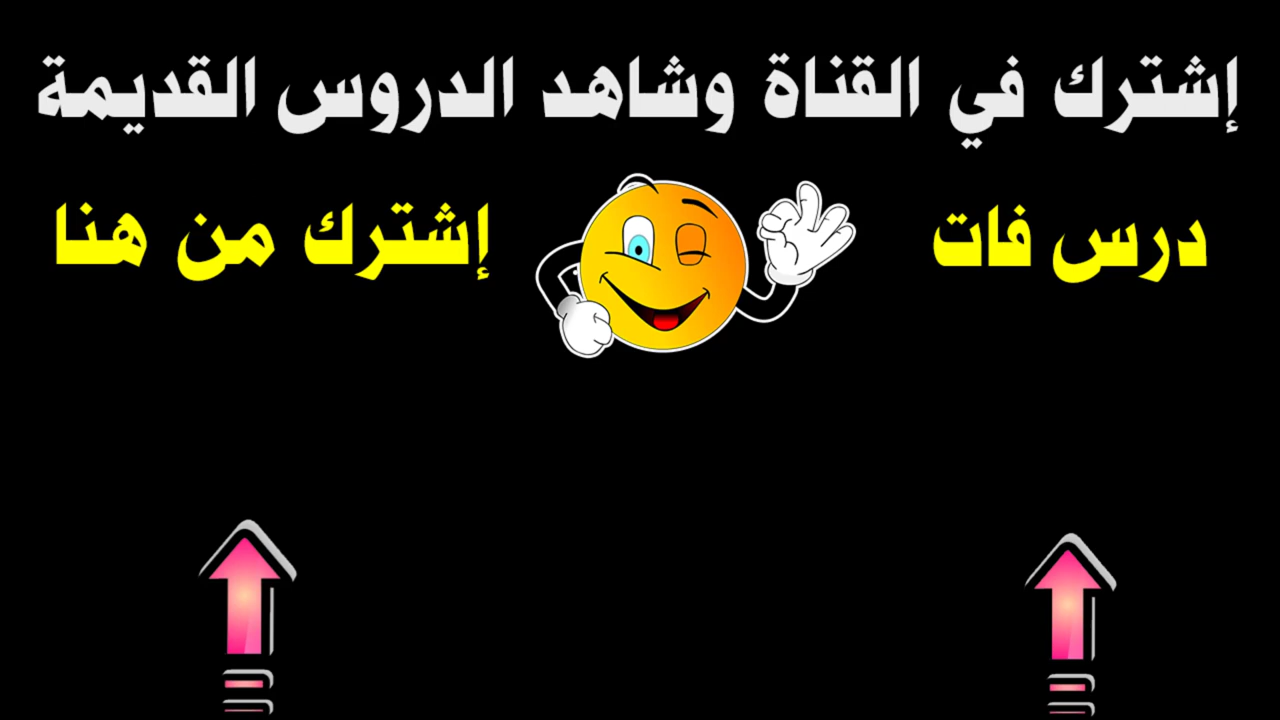 إشترك في القناة وشاهد الدروس القديمة
درس فات
إشترك من هنا